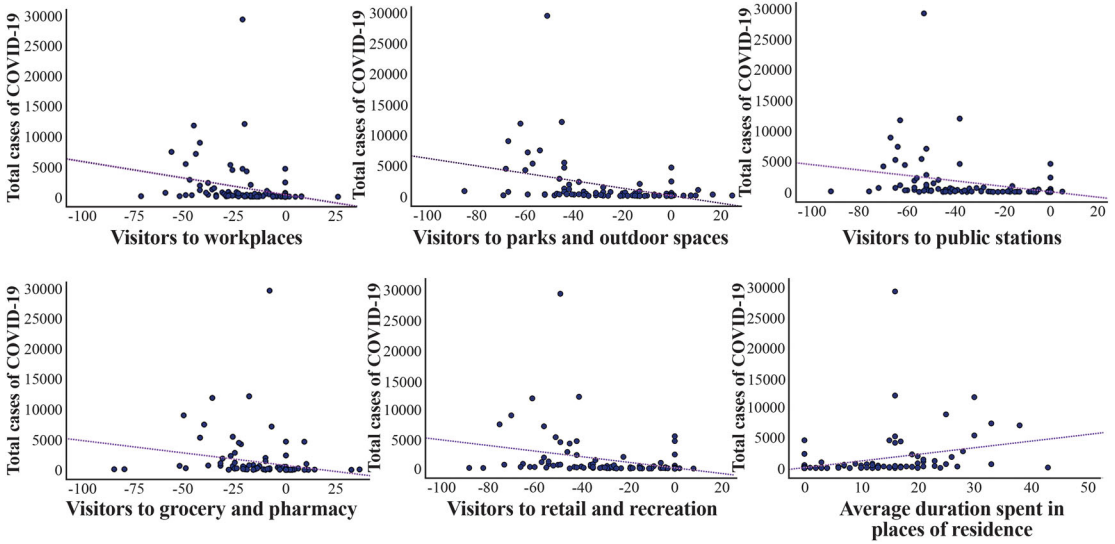 Total cases of COVID-19
30000
25000
20000
15000
10000
5000
0
-100 -75 -50 -25 0 25
Visitors to workplaces
Total cases of COVID-19
30000
25000
20000
15000
10000
5000
0
-100 -80 -60 -40 -20 0 20
Visitors to parks and outdoor spaces
Total cases of COVID-19
30000
25000
20000
15000
10000
5000
0
-100 -80 -60 -40 -20 0 20
Visitors to public stations
Total cases of COVID-19
30000
25000
20000
15000
10000
5000
0
-100 -75 -50 -25 0 25
Visitors to grocery and pharmacy
Total cases of COVID-19
30000
25000
20000
15000
10000
5000
0
-100 -80 -60 -40 -20 0 20
Visitors to retail and recreation
Total cases of COVID-19
30000
25000
20000
15000
10000
5000
0
0 10 20 30 40 50
Average duration spent in
places of residence